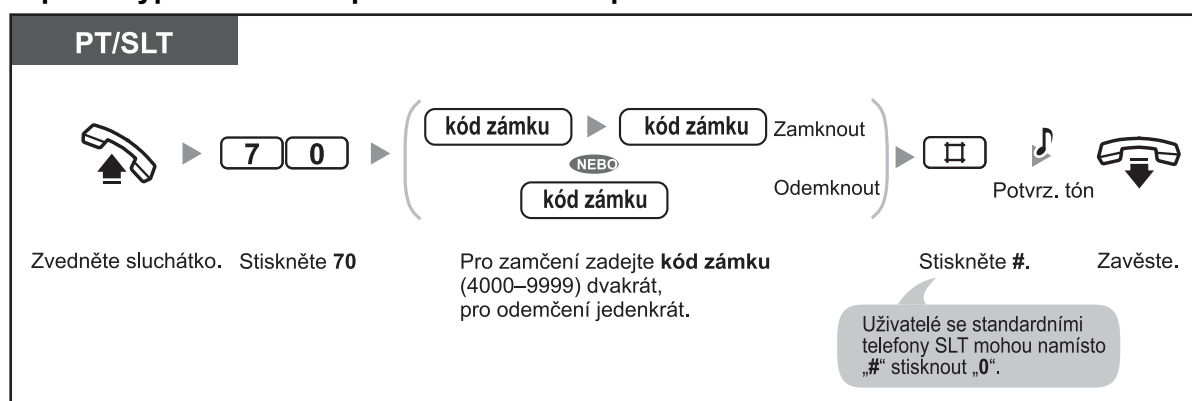 PT/SLT
7 0
kód zámku
kód zámku
Zamknout
NEBO
kód zámku
Odemknout
Potvrz. tón
Zvedněte sluchátko.
Stiskněte 70
Pro zamčení zadejte kód zámku
(4000–9999) dvakrát,
pro odemčení jedenkrát.
Stiskněte #.
Zavěste.
Uživatelé se standardními
telefony SLT mohou namísto
„#“ stisknout „0“.